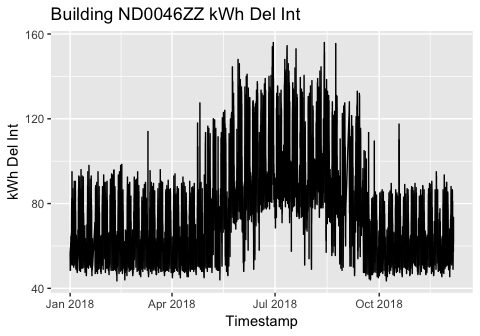 Building ND0046ZZ kWh Del Int
160
120
80
40
kWh Del Int
Jan 2018 Apr 2018 Jul 2018 Oct 2018
Timestamp